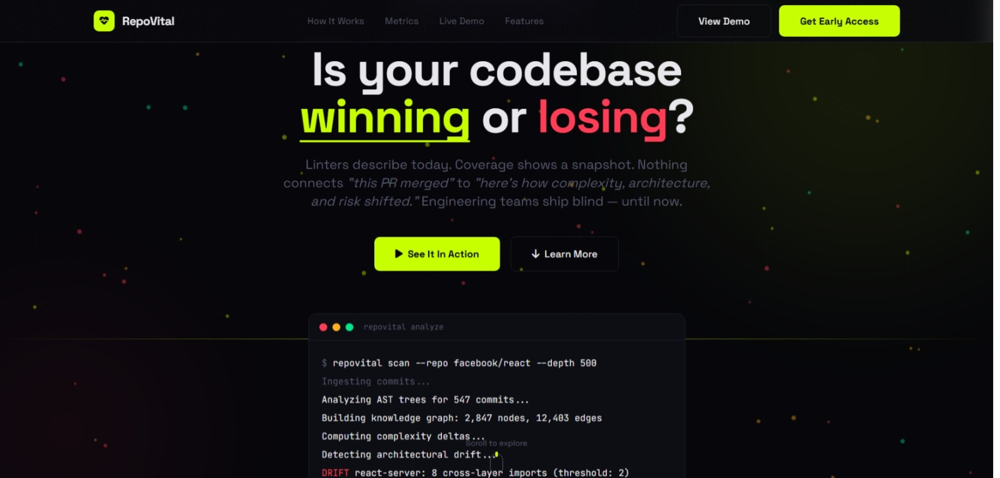 RepoVital
How It Works
Metrics
Live Demo
Features
View Demo
Get Early Access
Is your codebase
winning or losing?
Linters describe today. Coverage shows a snapshot. Nothing
connects "this PR merged" to "here's how complexity, architecture,
and risk shifted." Engineering teams ship blind — until now.
See It In Action
Learn More
repovital analyze
$ repovital scan --repo facebook/react --depth 500
Ingesting commits...
Analyzing AST trees for 547 commits...
Building knowledge graph: 2,847 nodes, 12,403 edges
Computing complexity deltas...
Scroll to explore
Detecting architectural drift...
DRIFT react-server: 8 cross-layer imports (threshold: 2)